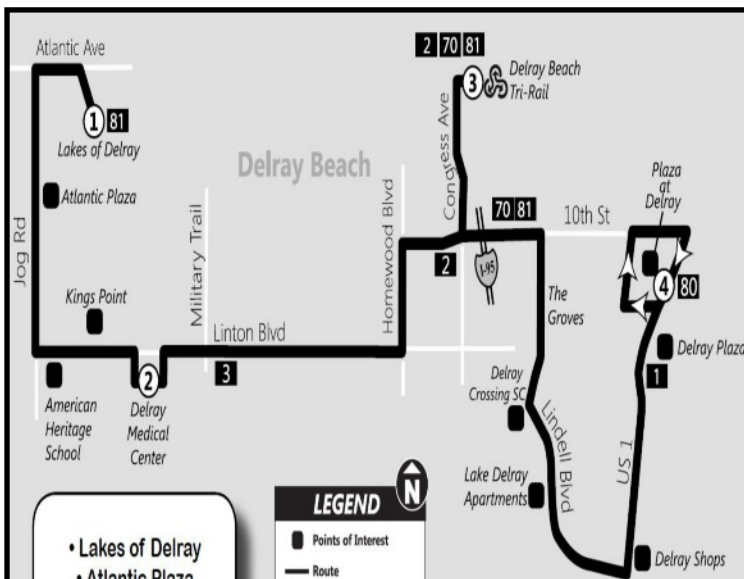 Atlantic Ave
1 81
Lakes of Delray
Atlantic Plaza
Jog Rd
Kings Point
American
Heritage
School
2
Delray
Medical
Center
Military Trail
Linton Blvd
3
Delray Beach
Homewood Blvd
2 70 81
3
Delray Beach
Tri-Rail
Congress Ave
2
I-95
70 81
10th St
The
Groves
Plaza
at
Delray
4 80
Delray Plaza
1
Delray
Crossing SC
Lindell Blvd
Lake Delray
Apartments
US 1
Delray Shops
• Lakes of Delray
• Atlantic Plaza
N
LEGEND
Points of Interest
Route